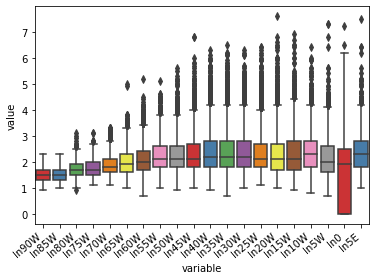 7
6
5
4
3
2
1
0
value
ln90W
ln85W
ln80W
ln75W
ln70W
ln65W
ln60W
ln55W
ln50W
ln45W
ln40W
ln35W
ln30W
ln25W
ln20W
ln15W
ln10W
ln5W
ln0
ln5E
variable